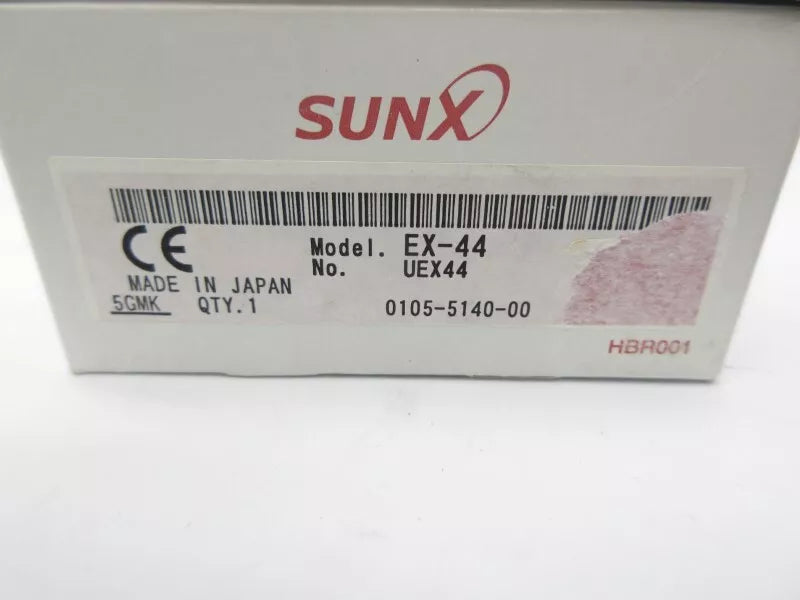 SUNX
CE
Model. EX-44
No. UEX44
MADE IN JAPAN
5GMK QTY.1 0105-5140-00
HBR001